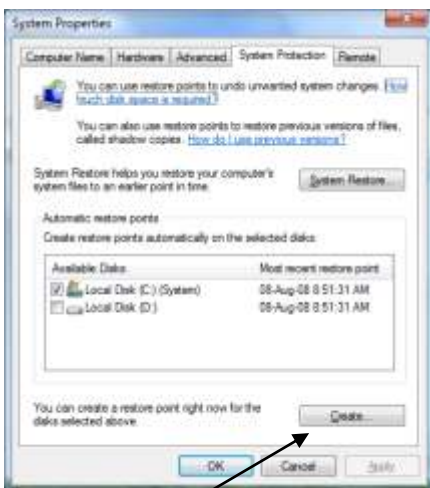 System Properties
Computer Name Hardware Advanced System Protection Remote
You can use restore points to undo unwanted system changes. How
much disk space is required?
You can also use restore points to restore previous versions of files,
called shadow copies. How do I use previous versions?
System Restore helps you restore your computer's
system files to an earlier point in time.
System Restore...
Automatic restore points
Create restore points automatically on the selected disks:
Available Disks Most recent restore point
Local Disk (C:) (System) 08-Aug-08 8:51:31 AM
Local Disk (D:) 08-Aug-08 8:51:31 AM
You can create a restore point right now for the
disks selected above.
Create...
OK Cancel Apply